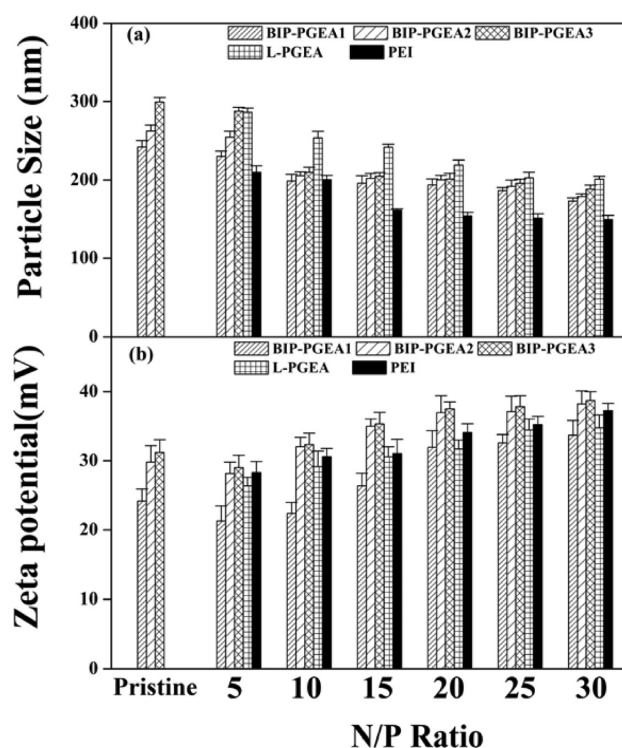 400
(a)
BIP-PGEA1 BIP-PGEA2 BIP-PGEA3
L-PGEA PEI
300
200
100
0
Particle Size (nm)
(b)
BIP-PGEA1 BIP-PGEA2 BIP-PGEA3
L-PGEA PEI
40
30
20
10
0
Zeta potential(mV)
Pristine 5 10 15 20 25 30
N/P Ratio